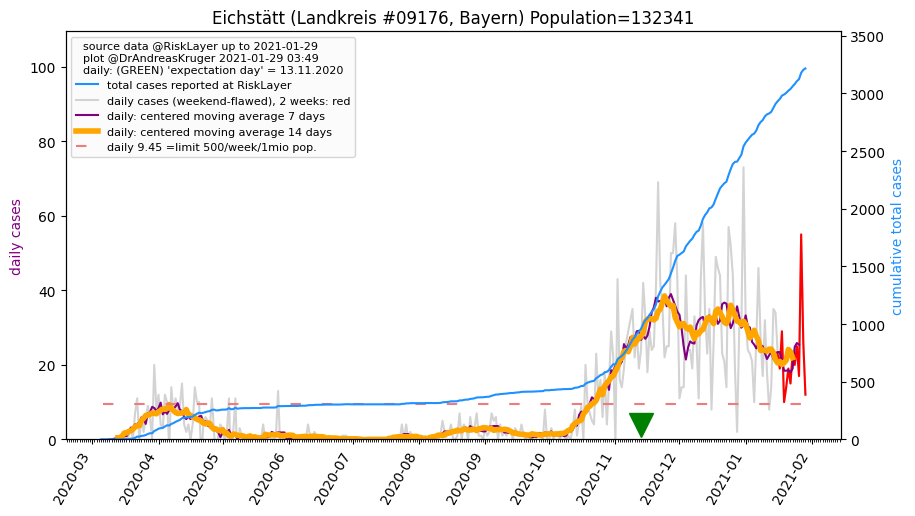 Eichstätt (Landkreis #09176, Bayern) Population=132341
source data @RiskLayer up to 2021-01-29
plot @DrAndreasKruger 2021-01-29 03:49
daily: (GREEN) 'expectation day' = 13.11.2020
total cases reported at RiskLayer
daily cases (weekend-flawed), 2 weeks: red
daily: centered moving average 7 days
daily: centered moving average 14 days
daily 9.45 =limit 500/week/1mio pop.
daily cases
100
80
60
40
20
0
cumulative total cases
3500
3000
2500
2000
1500
1000
500
0
2020-03
2020-04
2020-05
2020-06
2020-07
2020-08
2020-09
2020-10
2020-11
2020-12
2021-01
2021-02